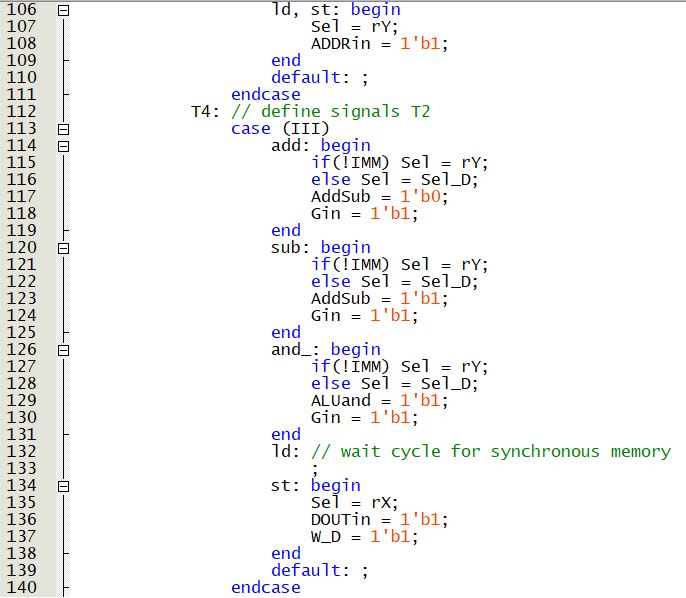 106 ld, st: begin
107 Sel = rY;
108 ADDRin = 1'b1;
109 end
110 default: ;
111 endcase
112 T4: // define signals T2
113 case (III)
114 add: begin
115 if(!IMM) Sel = rY;
116 else Sel = Sel_D;
117 AddSub = 1'b0;
118 Gin = 1'b1;
119 end
120 sub: begin
121 if(!IMM) Sel = rY;
122 else Sel = Sel_D;
123 AddSub = 1'b1;
124 Gin = 1'b1;
125 end
126 and_: begin
127 if(!IMM) Sel = rY;
128 else Sel = Sel_D;
129 ALUand = 1'b1;
130 Gin = 1'b1;
131 end
132 ld: // wait cycle for synchronous memory
133 ;
134 st: begin
135 Sel = rX;
136 DOUTin = 1'b1;
137 W_D = 1'b1;
138 end
139 default: ;
140 endcase